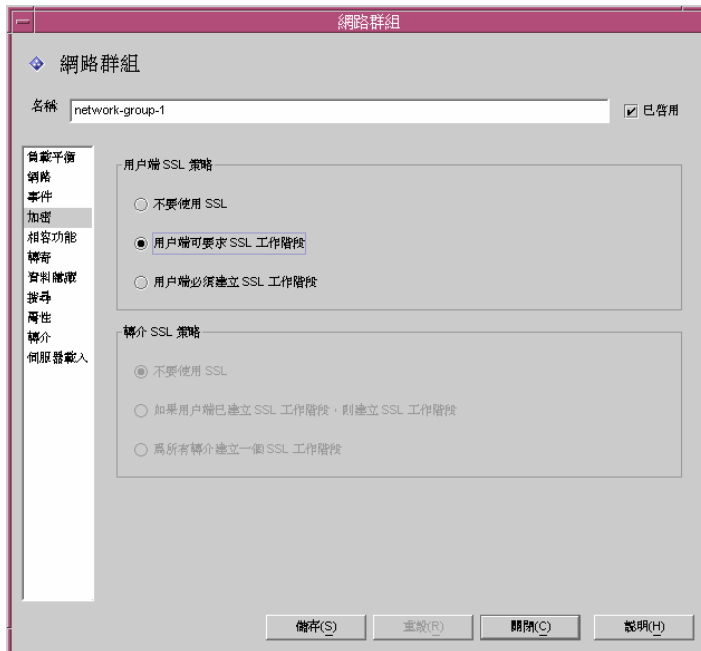 網路群組
網路群組
名稱 network-group-1 已啓用
負載平衡
網路
事件
加密
相容功能
轉寄
資料隱藏
搜尋
屬性
轉介
伺服器載入
用戶端 SSL 策略
不要使用 SSL
用戶端可要求 SSL 工作階段
用戶端必須建立 SSL 工作階段
轉介 SSL 策略
不要使用 SSL
如果用戶端已建立 SSL 工作階段，則建立 SSL 工作階段
爲所有轉介建立一個 SSL 工作階段
儲存(S) 重設(R) 關閉(C) 說明(H)